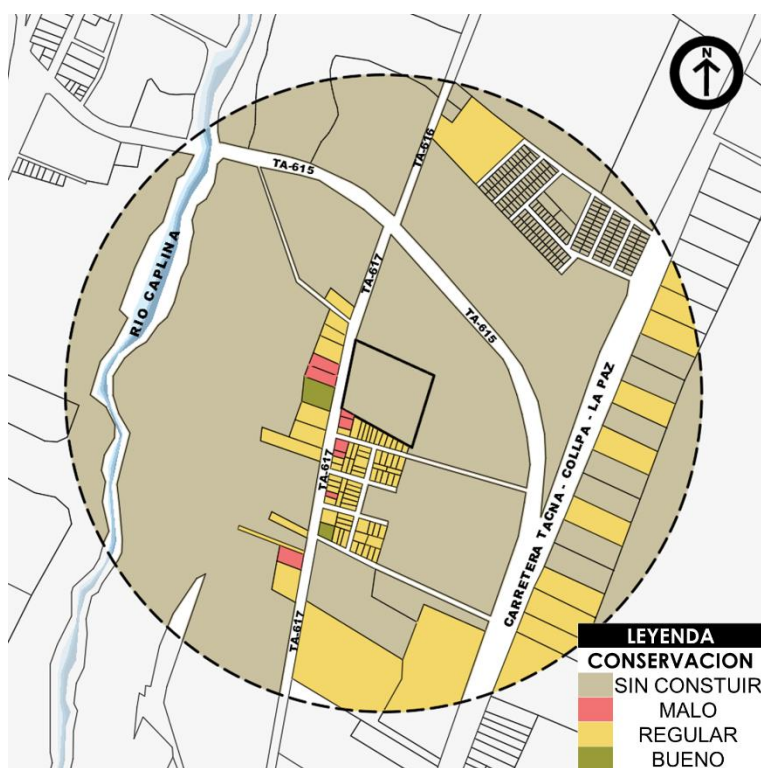 N
TA-616
TA-615
RIO CAPLINA
TA-617
TA-615
CARRETERA TACNA - COLLPA - LA PAZ
TA-617
TA-617
LEYENDA
CONSERVACION
SIN CONSTUIR
MALO
REGULAR
BUENO